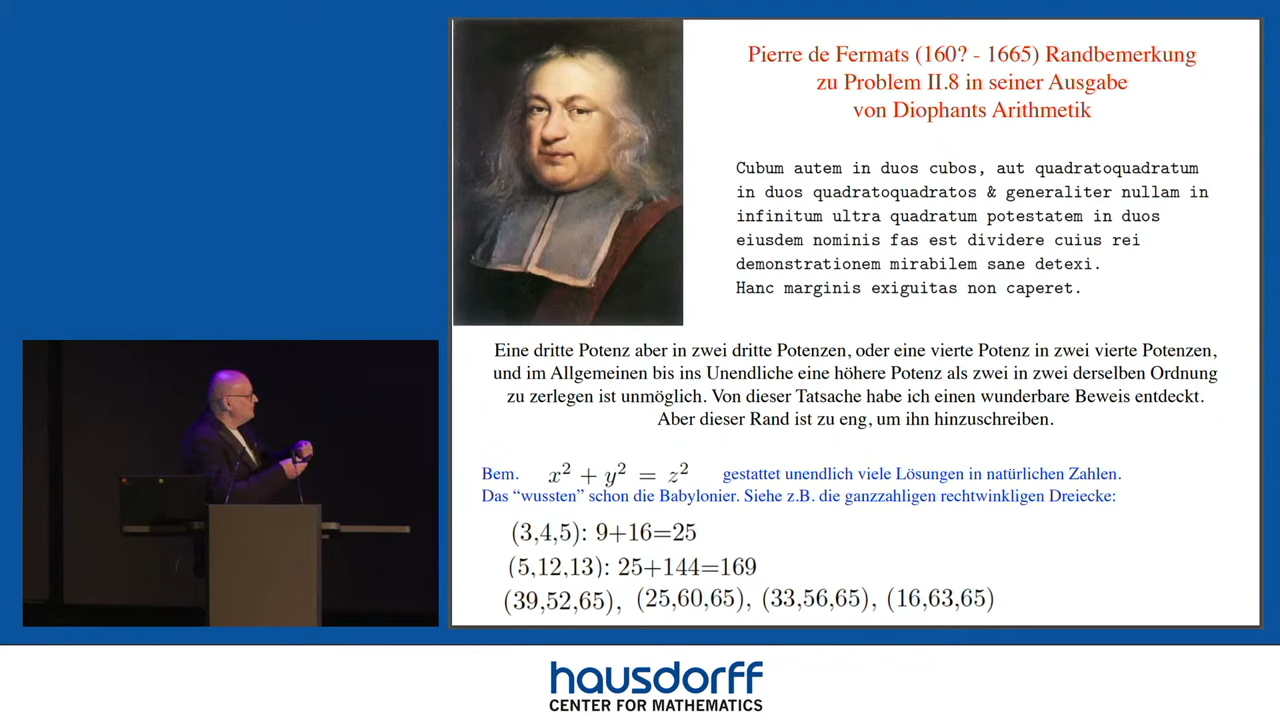 Pierre de Fermats (160? - 1665) Randbemerkung
zu Problem II.8 in seiner Ausgabe
von Diophants Arithmetik
Cubum autem in duos cubos, aut quadratoquadratum
in duos quadratoquadratos & generaliter nullam in
infinitum ultra quadratum potestatem in duos
eiusdem nominis fas est dividere cuius rei
demonstrationem mirabilem sane detexi.
Hanc marginis exiguitas non caperet.
Eine dritte Potenz aber in zwei dritte Potenzen, oder eine vierte Potenz in zwei vierte Potenzen,
und im Allgemeinen bis ins Unendliche eine höhere Potenz als zwei in zwei derselben Ordnung
zu zerlegen ist unmöglich. Von dieser Tatsache habe ich einen wunderbare Beweis entdeckt.
Aber dieser Rand ist zu eng, um ihn hinzuschreiben.
Bem. x² + y² = z² gestattet unendlich viele Lösungen in natürlichen Zahlen.
Das “wussten” schon die Babylonier. Siehe z.B. die ganzzahligen rechtwinkligen Dreiecke:
(3,4,5): 9+16=25
(5,12,13): 25+144=169
(39,52,65), (25,60,65), (33,56,65), (16,63,65)
hausdorff
CENTER FOR MATHEMATICS